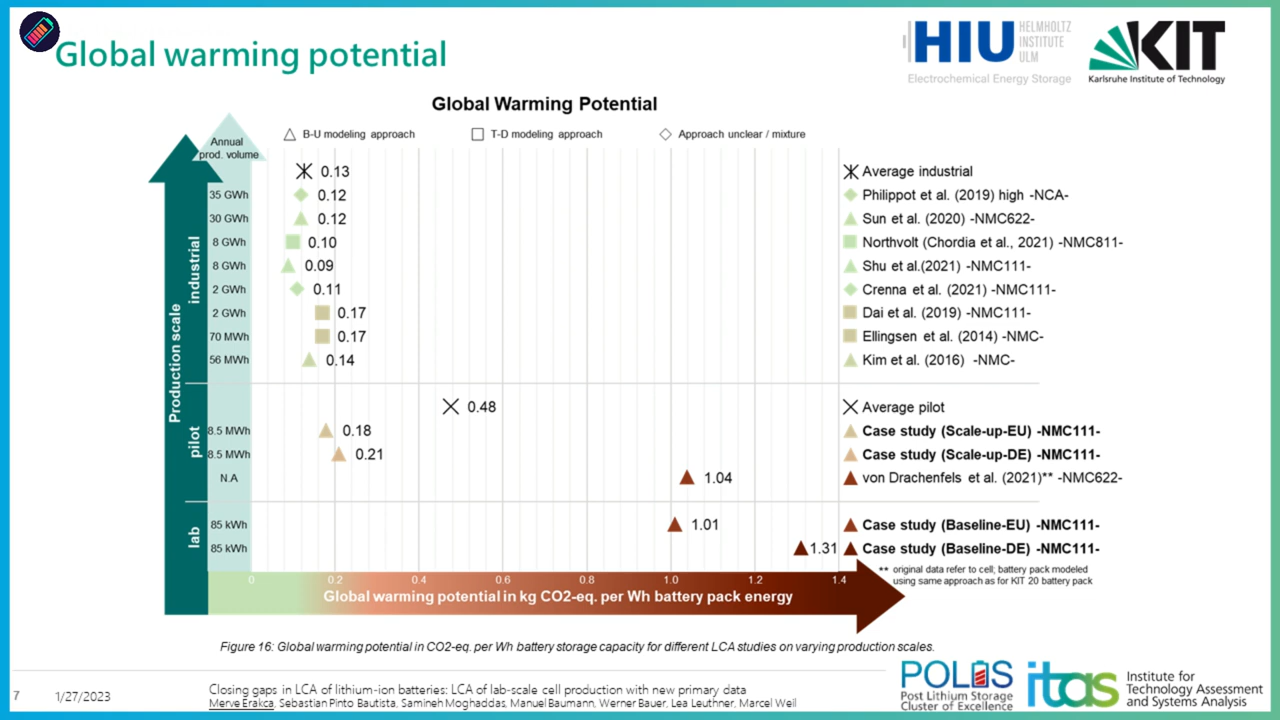 Global warming potential
HIU HELMHOLTZ INSTITUTE ULM
Electrochemical Energy Storage
KIT
Karlsruhe Institute of Technology
Global Warming Potential
B-U modeling approach T-D modeling approach Approach unclear / mixture
Annual
prod. volume
0.13 Average industrial
35 GWh 0.12 Philippot et al. (2019) high -NCA-
30 GWh 0.12 Sun et al. (2020) -NMC622-
8 GWh 0.10 Northvolt (Chordia et al., 2021) -NMC811-
8 GWh 0.09 Shu et al.(2021) -NMC111-
2 GWh 0.11 Crenna et al. (2021) -NMC111-
2 GWh 0.17 Dai et al. (2019) -NMC111-
70 MWh 0.17 Ellingsen et al. (2014) -NMC-
56 MWh 0.14 Kim et al. (2016) -NMC-
0.48 Average pilot
8.5 MWh 0.18 Case study (Scale-up-EU) -NMC111-
8.5 MWh 0.21 Case study (Scale-up-DE) -NMC111-
N.A 1.04 von Drachenfels et al. (2021)** -NMC622-
85 kWh 1.01 Case study (Baseline-EU) -NMC111-
85 kWh 1.31 Case study (Baseline-DE) -NMC111-
Production scale
industrial
pilot
lab
** original data refer to cell; battery pack modeled
using same approach as for KIT 20 battery pack
0 0.2 0.4 0.6 0.8 1.0 1.2 1.4
Global warming potential in kg CO2-eq. per Wh battery pack energy
Figure 16: Global warming potential in CO2-eq. per Wh battery storage capacity for different LCA studies on varying production scales.
7 1/27/2023
Closing gaps in LCA of lithium-ion batteries: LCA of lab-scale cell production with new primary data
Merve Erakca, Sebastian Pinto Bautista, Samineh Moghaddas, Manuel Baumann, Werner Bauer, Lea Leuthner, Marcel Weil
POLiS
Post Lithium Storage
Cluster of Excellence
itas
Institute for
Technology Assessment
and Systems Analysis